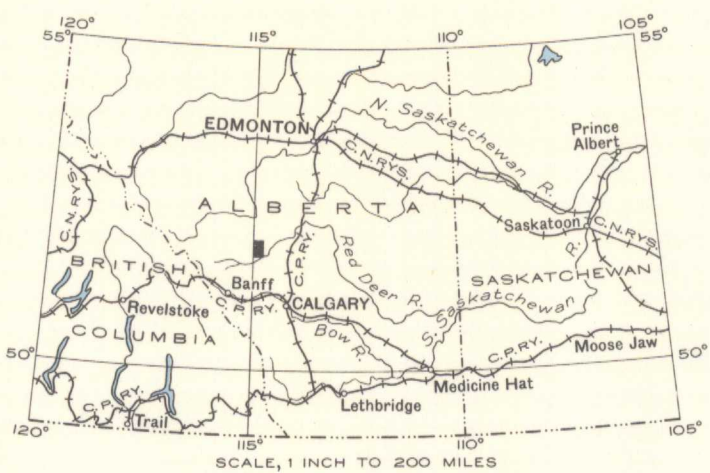 120°
55°
115°
110°
105°
55°
EDMONTON
N. Saskatchewan R.
Prince
Albert
C.N.RYS.
C.N.RYS.
ALBERTA
Saskatoon
C.N.RYS.
C.P.RY.
Red Deer R.
S. Saskatchewan R.
SASKATCHEWAN
BRITISH
COLUMBIA
Banff
C.P.RY.
CALGARY
Revelstoke
Bow R.
C.P.RY.
Moose Jaw
50°
50°
Medicine Hat
C.P.RY.
Trail
Lethbridge
120°
115°
110°
105°
SCALE, 1 INCH TO 200 MILES